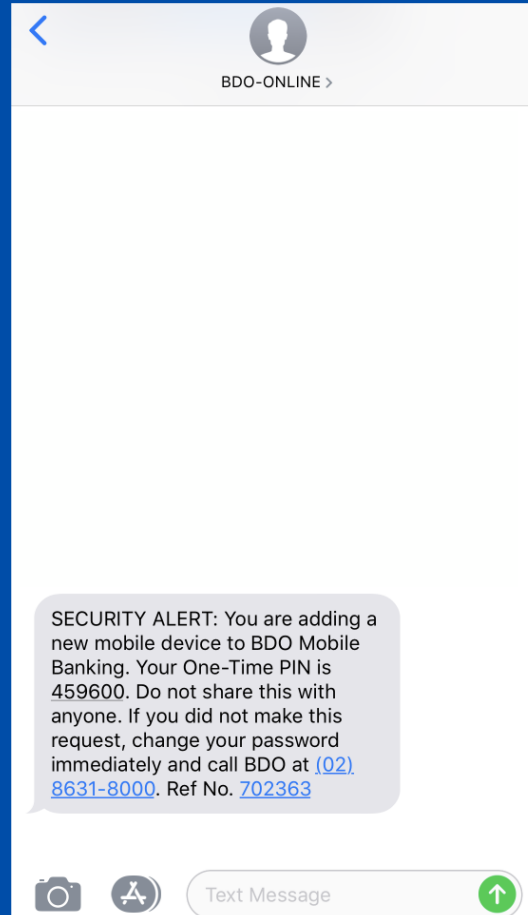 BDO-ONLINE >
SECURITY ALERT: You are adding a
new mobile device to BDO Mobile
Banking. Your One-Time PIN is
459600. Do not share this with
anyone. If you did not make this
request, change your password
immediately and call BDO at (02)
8631-8000. Ref No. 702363
Text Message